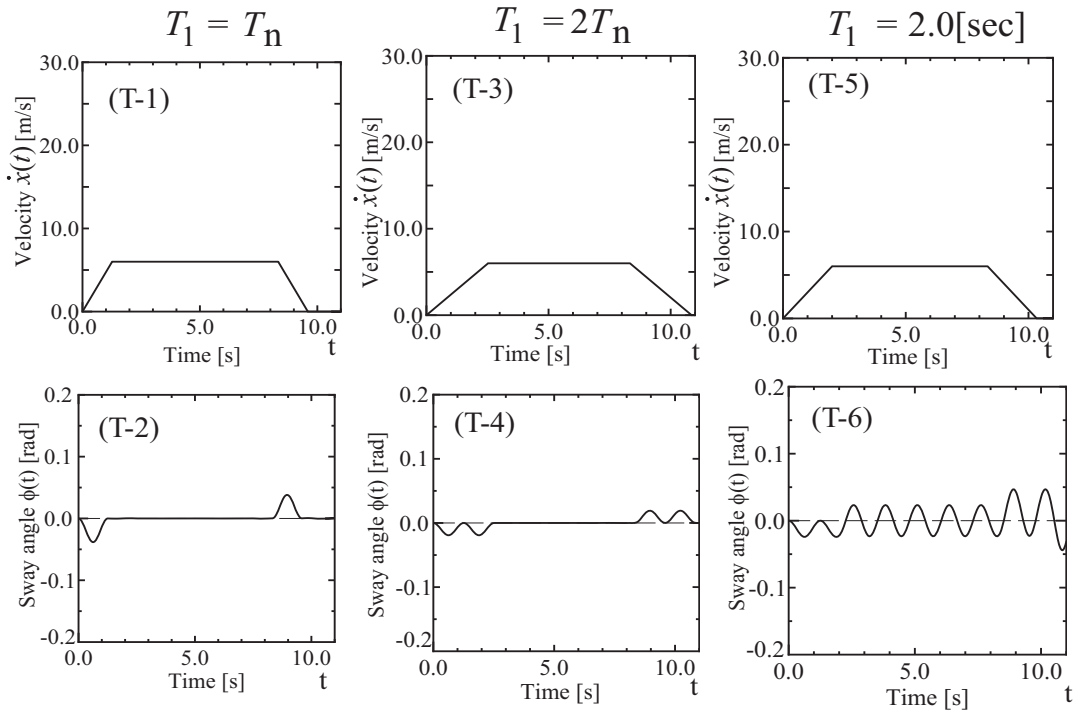 T₁ = Tₙ
T₁ = 2Tₙ
T₁ = 2.0[sec]
30.0
20.0
10.0
0.0
Velocity ẋ(t) [m/s]
(T-1)
0.0
5.0
10.0
Time [s]
t
30.0
20.0
10.0
0.0
Velocity ẋ(t) [m/s]
(T-3)
0.0
5.0
10.0
Time [s]
t
30.0
20.0
10.0
0.0
Velocity ẋ(t) [m/s]
(T-5)
0.0
5.0
10.0
Time [s]
t
0.2
0.1
0.0
-0.1
-0.2
Sway angle ϕ(t) [rad]
(T-2)
0.0
5.0
10.0
Time [s]
t
0.2
0.1
0.0
-0.1
-0.2
Sway angle ϕ(t) [rad]
(T-4)
0.0
5.0
10.0
Time [s]
t
0.2
0.1
0.0
-0.1
-0.2
Sway angle ϕ(t) [rad]
(T-6)
0.0
5.0
10.0
Time [s]
t